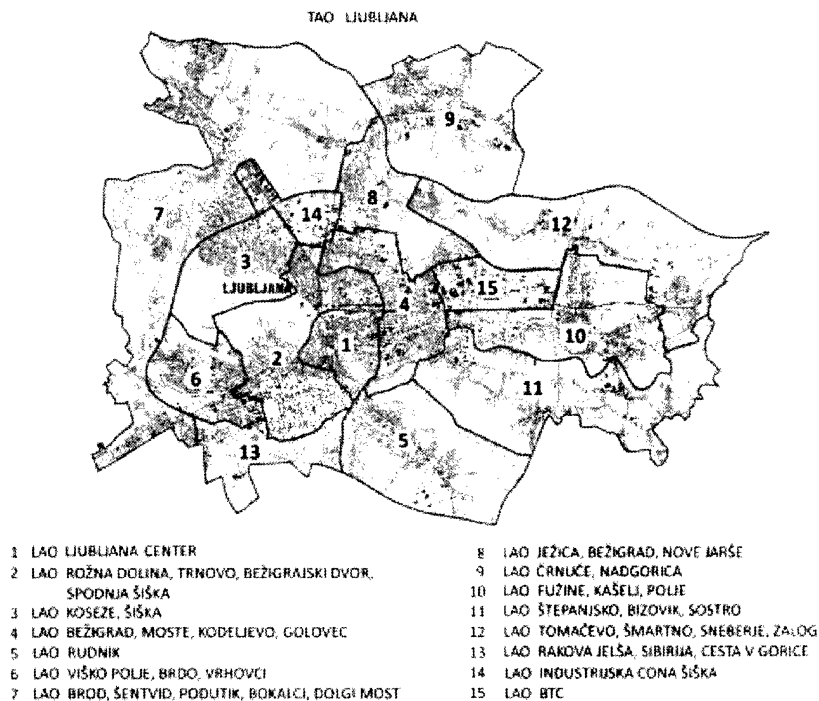 TAO LJUBLJANA
9
8
7
14
12
3
LJUBLJANA
15
4
10
1
2
6
11
5
13
1 LAO LJUBLJANA CENTER
2 LAO ROŽNA DOLINA, TRNOVO, BEŽIGRAJSKI DVOR,
SPODNJA ŠIŠKA
3 LAO KOSEZE, ŠIŠKA
4 LAO BEŽIGRAD, MOSTE, KODELJEVO, GOLOVEC
5 LAO RUDNIK
6 LAO VIŠKO POLJE, BRDO, VRHOVCI
7 LAO BROD, ŠENTVID, PODUTIK, BOKALCI, DOLGI MOST
8 LAO JEŽICA, BEŽIGRAD, NOVE JARŠE
9 LAO ČRNUČE, NADGORICA
10 LAO FUŽINE, KAŠELJ, POLJE
11 LAO ŠTEPANJSKO, BIZOVIK, SOSTRO
12 LAO TOMAČEVO, ŠMARTNO, SNEBERJE, ZALOG
13 LAO RAKOVA JELŠA, SIBIRIJA, CESTA V GORICE
14 LAO INDUSTRIJSKA CONA ŠIŠKA
15 LAO BTC